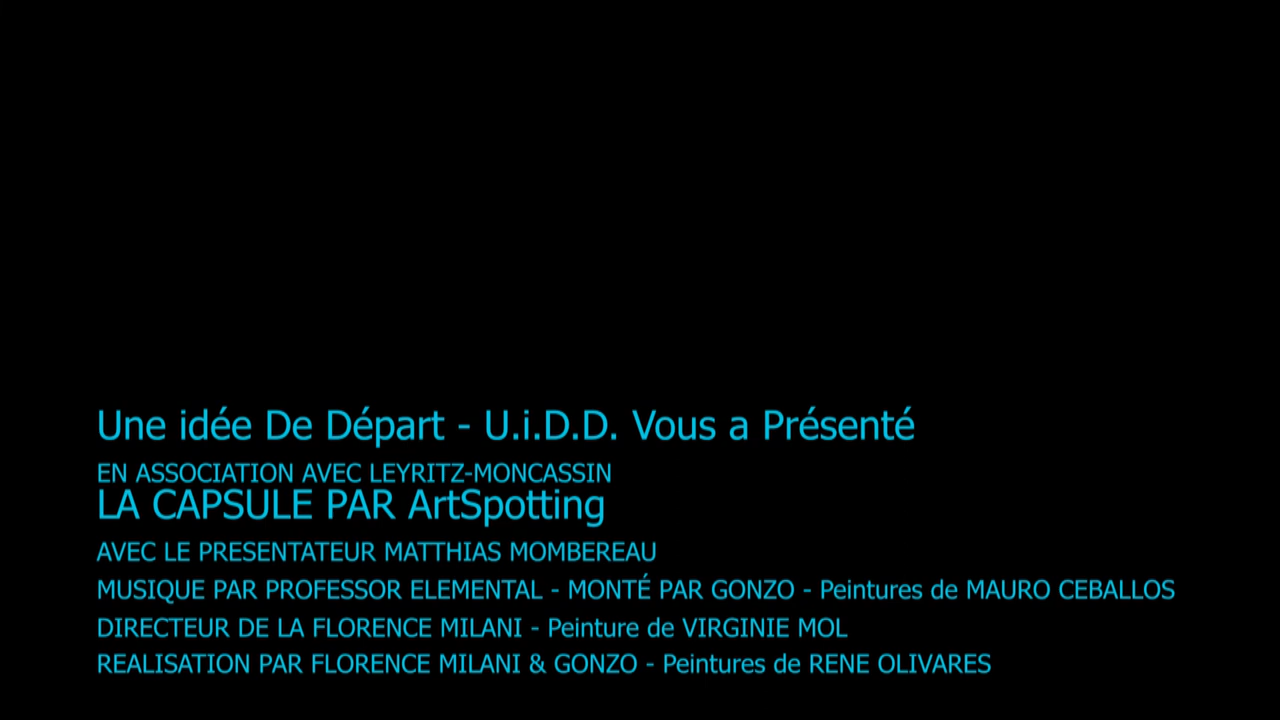 Une idée De Départ - U.i.D.D. Vous a Présenté
EN ASSOCIATION AVEC LEYRITZ-MONCASSIN
LA CAPSULE PAR ArtSpotting
AVEC LE PRESENTATEUR MATTHIAS MOMBEREAU
MUSIQUE PAR PROFESSOR ELEMENTAL - MONTÉ PAR GONZO - Peintures de MAURO CEBALLOS
DIRECTEUR DE LA FLORENCE MILANI - Peinture de VIRGINIE MOL
REALISATION PAR FLORENCE MILANI & GONZO - Peintures de RENE OLIVARES